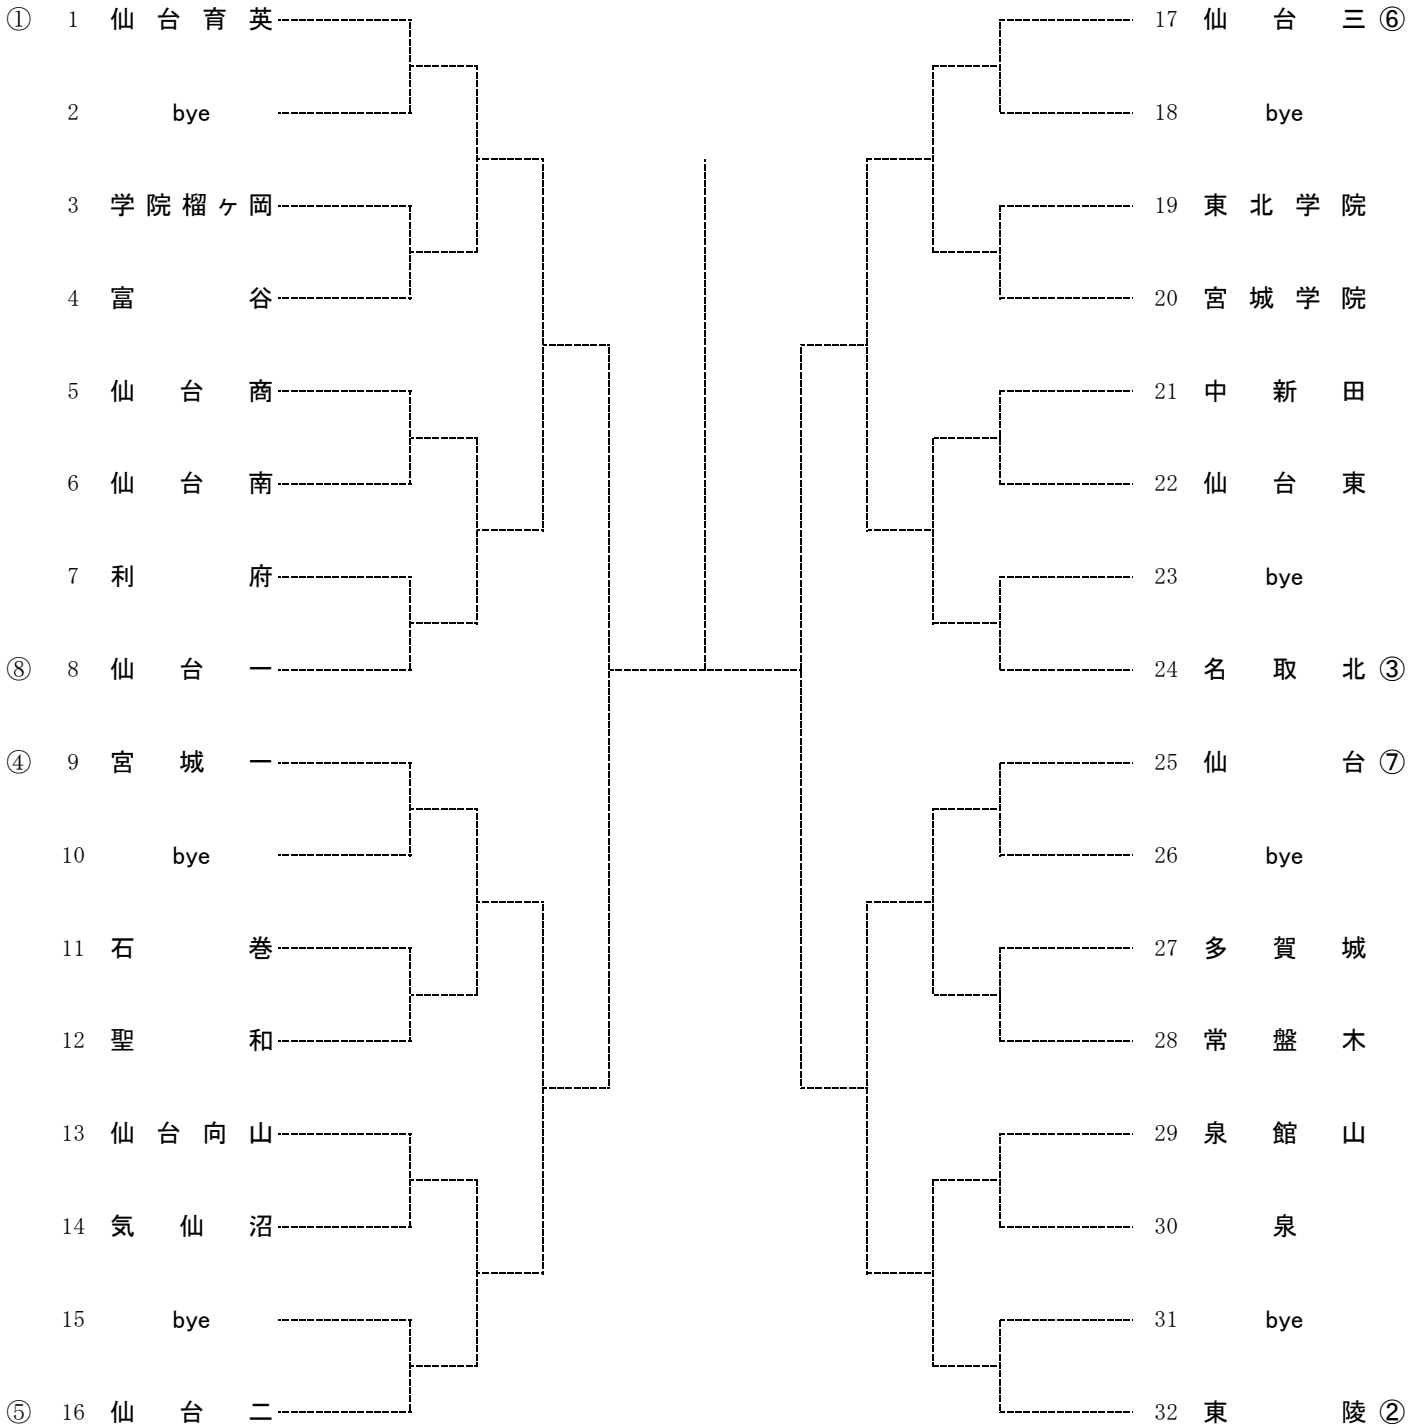 ① 1 仙台育英
2 bye
3 学院榴ヶ岡
4 富谷
5 仙台商
6 仙台南
7 利府
⑧ 8 仙台一
④ 9 宮城一
10 bye
11 石巻
12 聖和
13 仙台向山
14 気仙沼
15 bye
⑤ 16 仙台二
17 仙台三 ⑥
18 bye
19 東北学院
20 宮城学院
21 中新田
22 仙台東
23 bye
24 名取北 ③
25 仙台 ⑦
26 bye
27 多賀城
28 常盤木
29 泉館山
30 泉
31 bye
32 東陵 ②